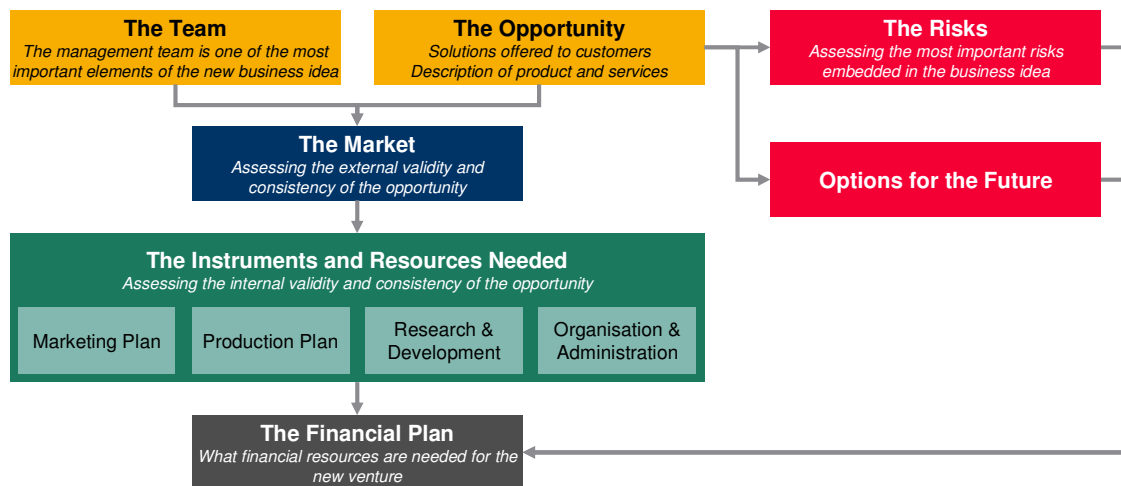 The Team
The management team is one of the most
important elements of the new business idea
The Opportunity
Solutions offered to customers
Description of product and services
The Risks
Assessing the most important risks
embedded in the business idea
The Market
Assessing the external validity and
consistency of the opportunity
Options for the Future
The Instruments and Resources Needed
Assessing the internal validity and consistency of the opportunity
Marketing Plan
Production Plan
Research &
Development
Organisation &
Administration
The Financial Plan
What financial resources are needed for the
new venture